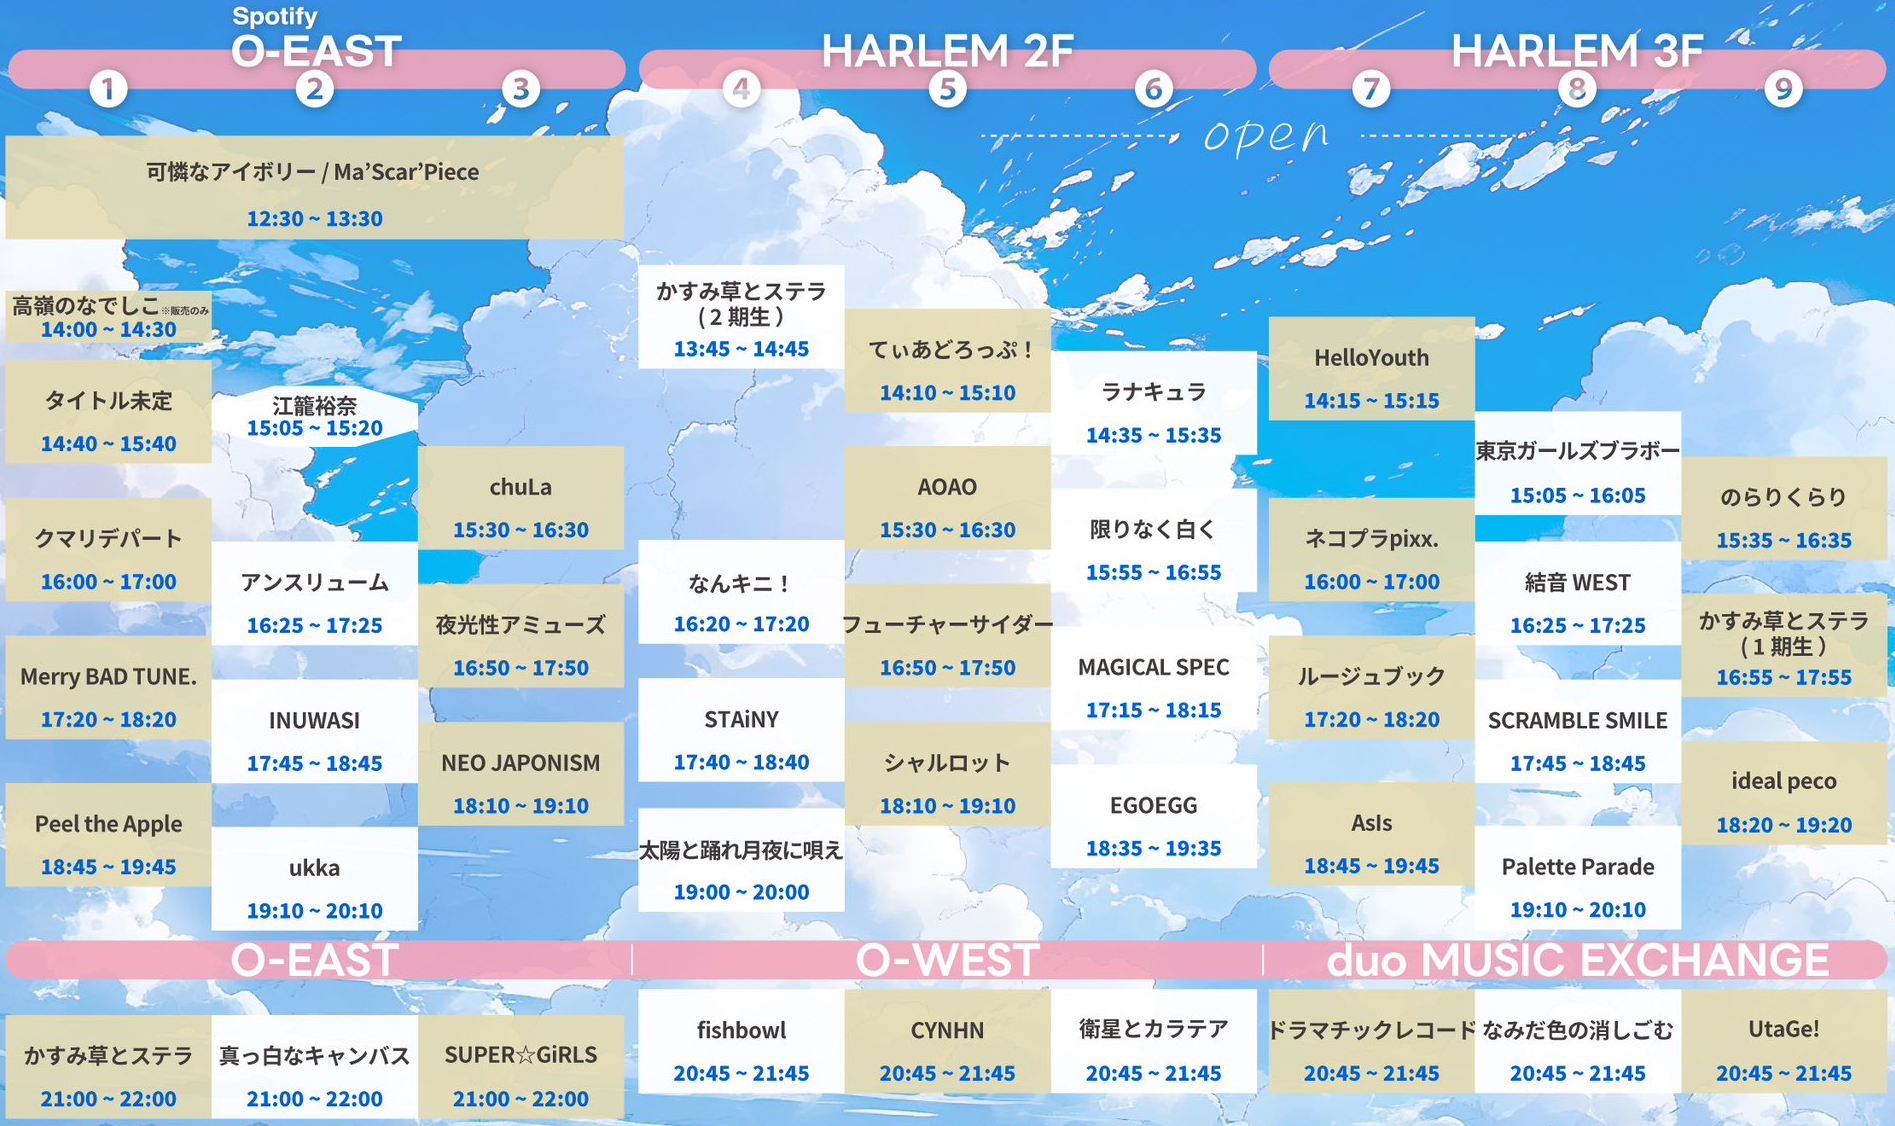 Spotify
O-EAST
HARLEM 2F
HARLEM 3F
1
2
3
4
5
6
7
8
9
open
可憐なアイボリー / Ma'Scar'Piece
12:30 ~ 13:30
高嶺のなでしこ※販売のみ
14:00 ~ 14:30
タイトル未定
14:40 ~ 15:40
クマリデパート
16:00 ~ 17:00
Merry BAD TUNE.
17:20 ~ 18:20
Peel the Apple
18:45 ~ 19:45
江籠裕奈
15:05 ~ 15:20
アンスリューム
16:25 ~ 17:25
INUWASI
17:45 ~ 18:45
ukka
19:10 ~ 20:10
chuLa
15:30 ~ 16:30
夜光性アミューズ
16:50 ~ 17:50
NEO JAPONISM
18:10 ~ 19:10
かすみ草とステラ
( 2 期生 )
13:45 ~ 14:45
なんキニ！
16:20 ~ 17:20
STAiNY
17:40 ~ 18:40
太陽と踊れ月夜に唄え
19:00 ~ 20:00
てぃあどろっぷ！
14:10 ~ 15:10
AOAO
15:30 ~ 16:30
フューチャーサイダー
16:50 ~ 17:50
シャルロット
18:10 ~ 19:10
ラナキュラ
14:35 ~ 15:35
限りなく白く
15:55 ~ 16:55
MAGICAL SPEC
17:15 ~ 18:15
EGOEGG
18:35 ~ 19:35
HelloYouth
14:15 ~ 15:15
ネコプラpixx.
16:00 ~ 17:00
ルージュブック
17:20 ~ 18:20
AsIs
18:45 ~ 19:45
東京ガールズブラボー
15:05 ~ 16:05
結音 WEST
16:25 ~ 17:25
SCRAMBLE SMILE
17:45 ~ 18:45
Palette Parade
19:10 ~ 20:10
のらりくらり
15:35 ~ 16:35
かすみ草とステラ
( 1 期生 )
16:55 ~ 17:55
ideal peco
18:20 ~ 19:20
O-EAST
O-WEST
duo MUSIC EXCHANGE
かすみ草とステラ
21:00 ~ 22:00
真っ白なキャンバス
21:00 ~ 22:00
SUPER☆GiRLS
21:00 ~ 22:00
fishbowl
20:45 ~ 21:45
CYNHN
20:45 ~ 21:45
衛星とカラテア
20:45 ~ 21:45
ドラマチックレコード
20:45 ~ 21:45
なみだ色の消しごむ
20:45 ~ 21:45
UtaGe!
20:45 ~ 21:45